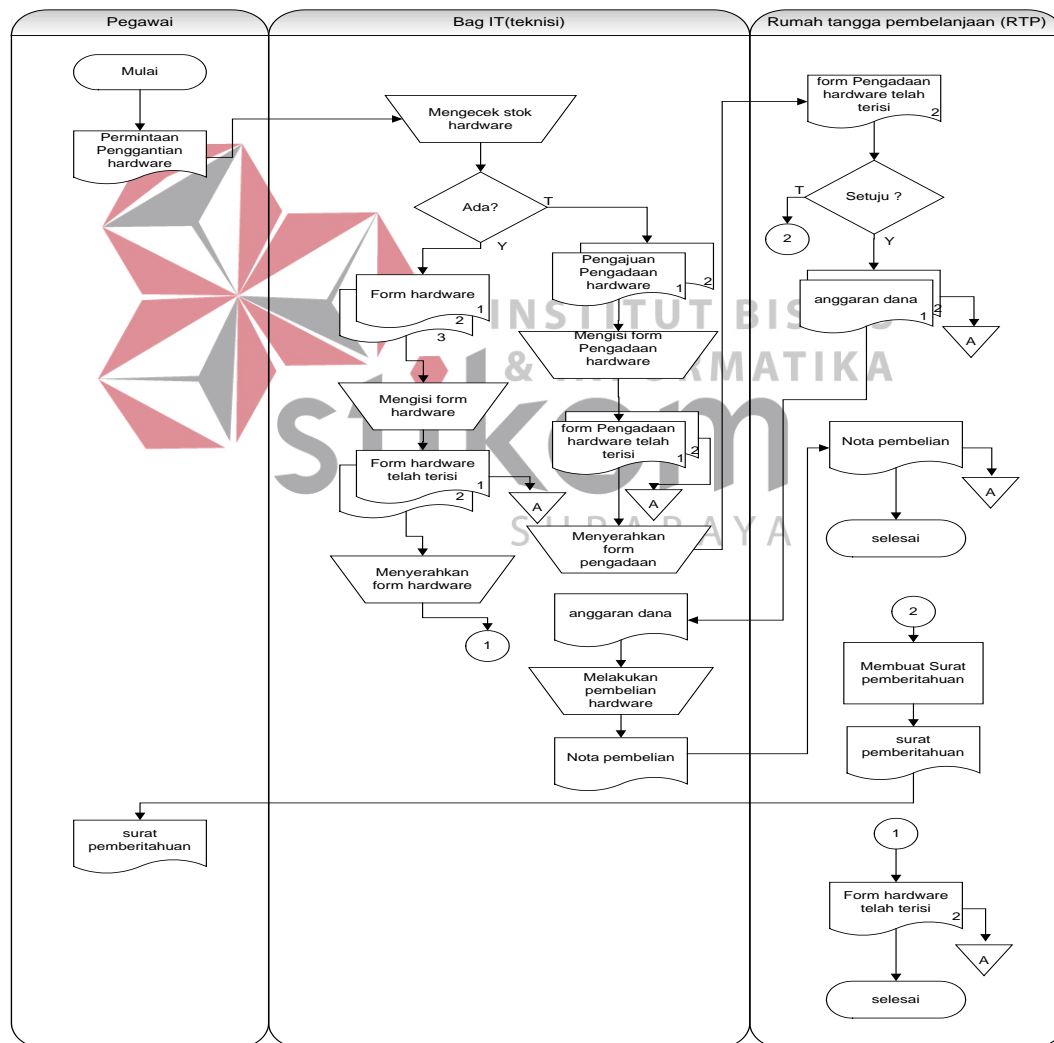 Pegawai
Bag IT(teknisi)
Rumah tangga pembelanjaan (RTP)
Mulai
Permintaan
Penggantian
hardware
Mengecek stok
hardware
Ada?
T
Y
Form hardware
1
2
3
Mengisi form
hardware
Form hardware
telah terisi
1
2
A
Menyerahkan
form hardware
1
Pengajuan
Pengadaan
hardware
1
2
Mengisi form
Pengadaan
hardware
form Pengadaan
hardware telah
terisi
1
2
A
Menyerahkan
form
pengadaan
anggaran dana
Melakukan
pembelian
hardware
Nota pembelian
form Pengadaan
hardware telah
terisi
2
Setuju ?
T
2
Y
anggaran dana
1
2
A
Nota pembelian
A
selesai
2
Membuat Surat
pemberitahuan
surat
pemberitahuan
surat
pemberitahuan
1
Form hardware
telah terisi
2
A
selesai
INSTITUT BISNIS
& INFORMATIKA
stikom
SURABAYA